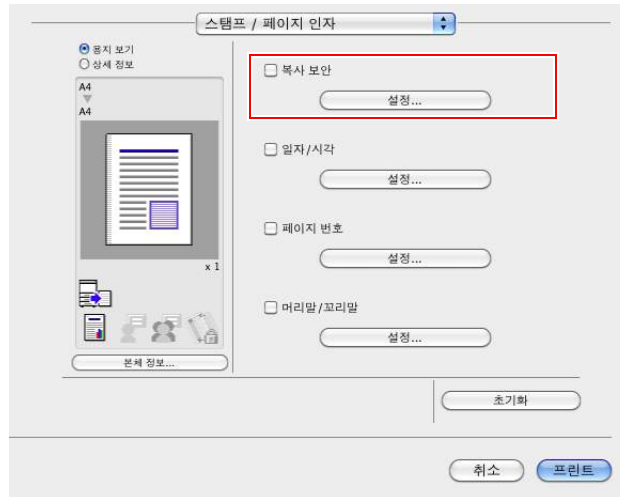 스탬프 / 페이지 인자
용지 보기
상세 정보
A4
A4
x 1
본체 정보...
복사 보안
설정...
일자/시각
설정...
페이지 번호
설정...
머리말/꼬리말
설정...
초기화
취소
프린트